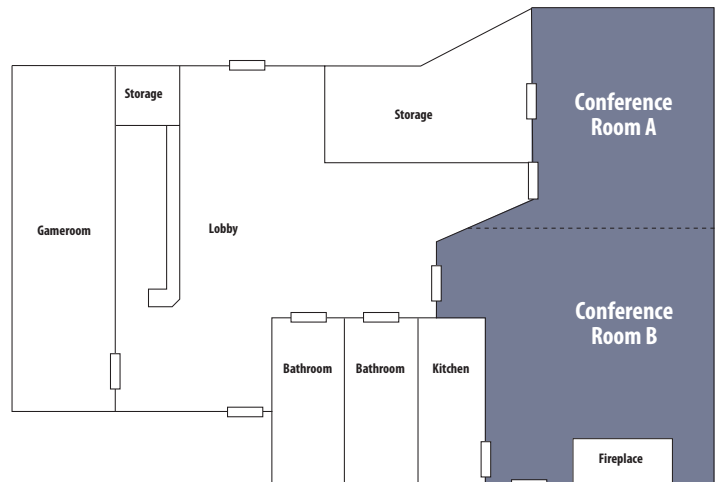 Storage
Storage
Conference
Room A
Gameroom
Lobby
Conference
Room B
Bathroom
Bathroom
Kitchen
Fireplace